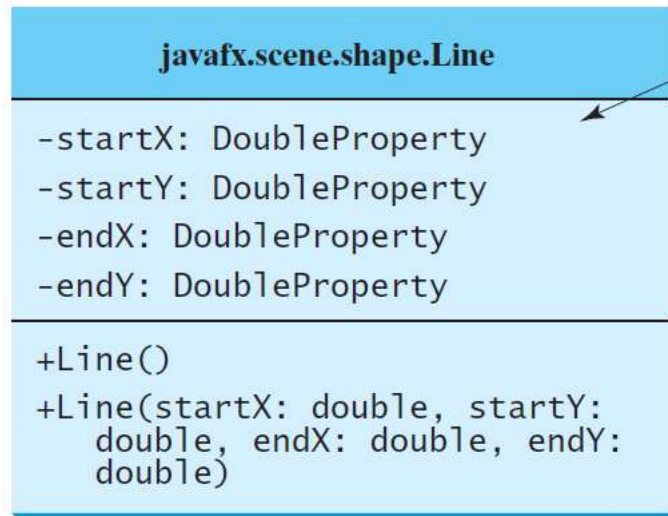 javafx.scene.shape.Line
-startX: DoubleProperty
-startY: DoubleProperty
-endX: DoubleProperty
-endY: DoubleProperty
+Line()
+Line(startX: double, startY:
double, endX: double, endY:
double)